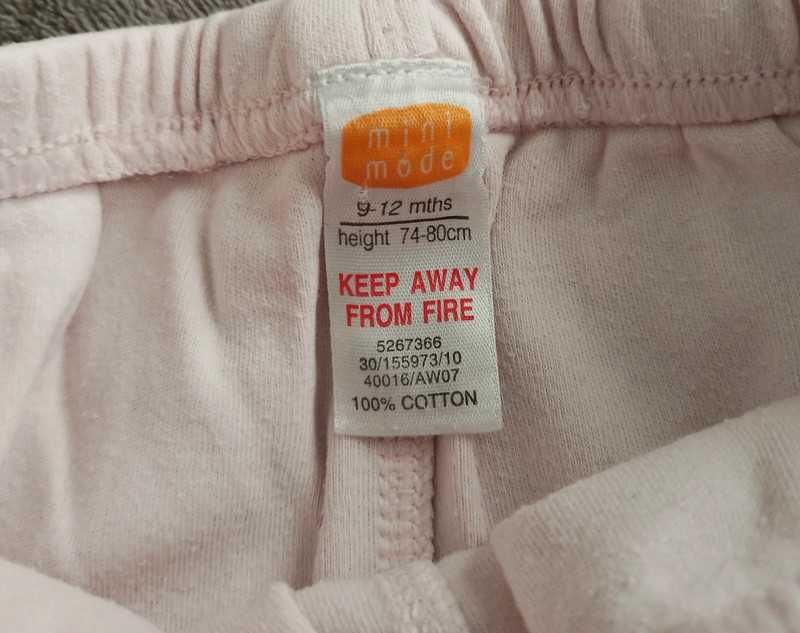 mini
mode
9-12 mths
height 74-80cm
KEEP AWAY
FROM FIRE
5267366
30/155973/10
40016/AW07
100% COTTON